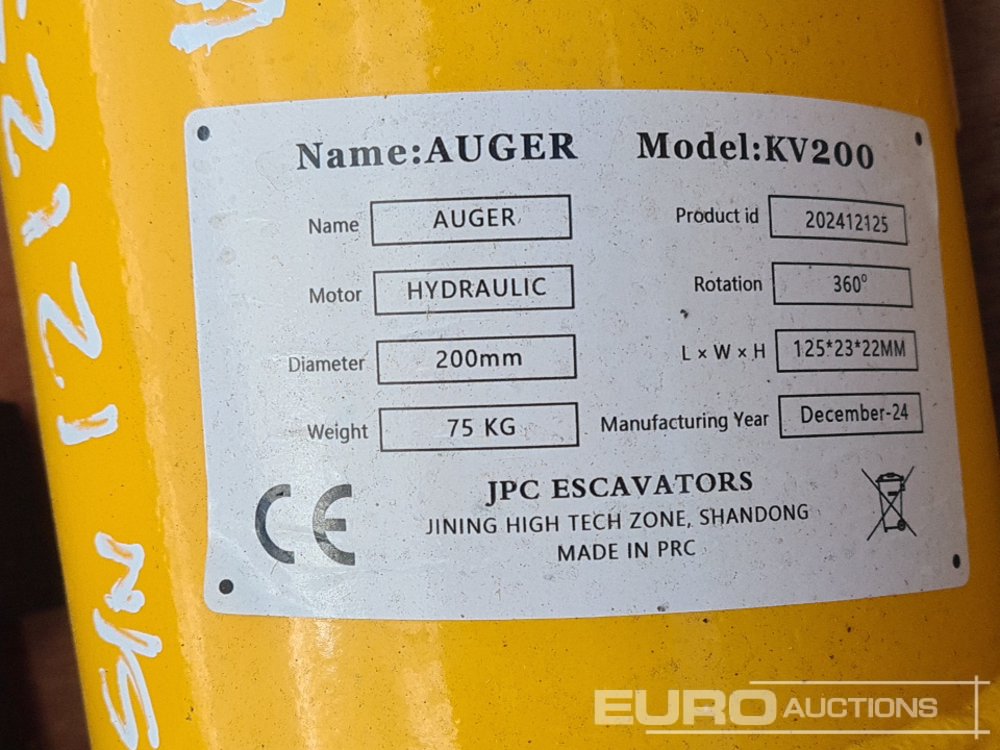 Name:AUGER Model:KV200
Name AUGER Product id 202412125
Motor HYDRAULIC Rotation 360⁰
Diameter 200mm L × W × H 125*23*22MM
Weight 75 KG Manufacturing Year December-24
CE
JPC ESCAVATORS
JINING HIGH TECH ZONE, SHANDONG
MADE IN PRC
EURO AUCTIONS